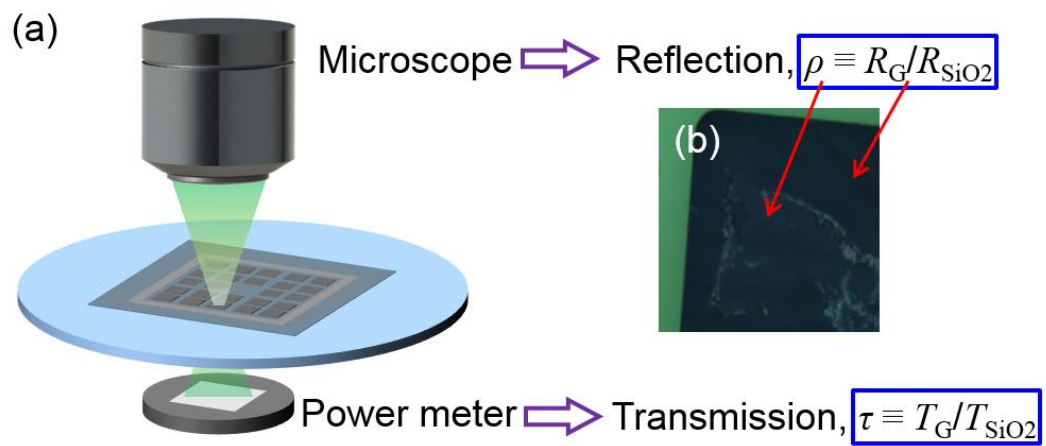 (a)
Microscope Reflection, ρ ≡ R_G/R_SiO2
(b)
Power meter Transmission, τ ≡ T_G/T_SiO2